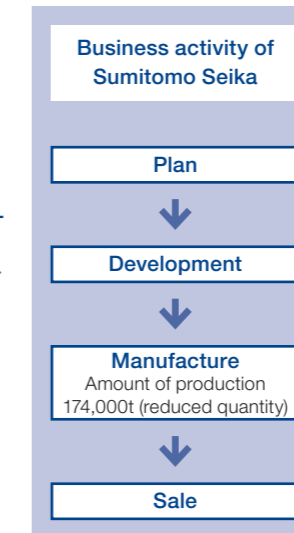 Business activity of
Sumitomo Seika
Plan
Development
Manufacture
Amount of production
174,000t (reduced quantity)
Sale